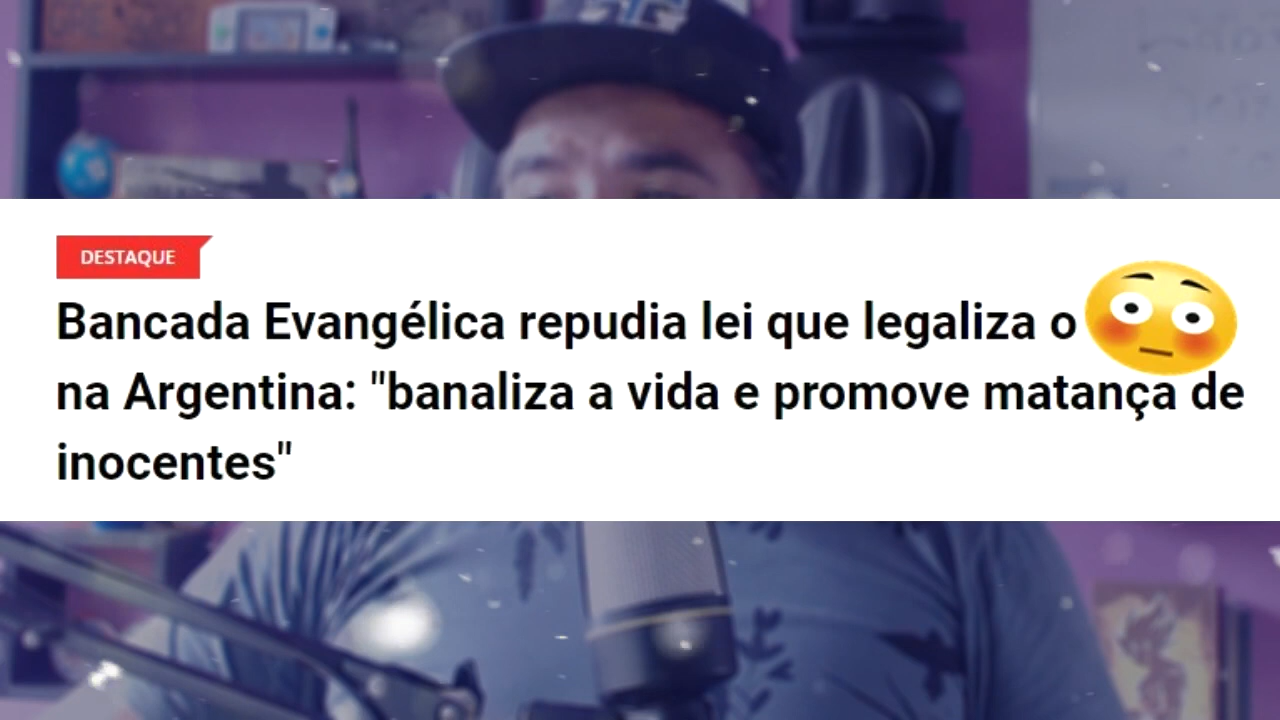 DESTAQUE
Bancada Evangélica repudia lei que legaliza o
na Argentina: "banaliza a vida e promove matança de
inocentes"